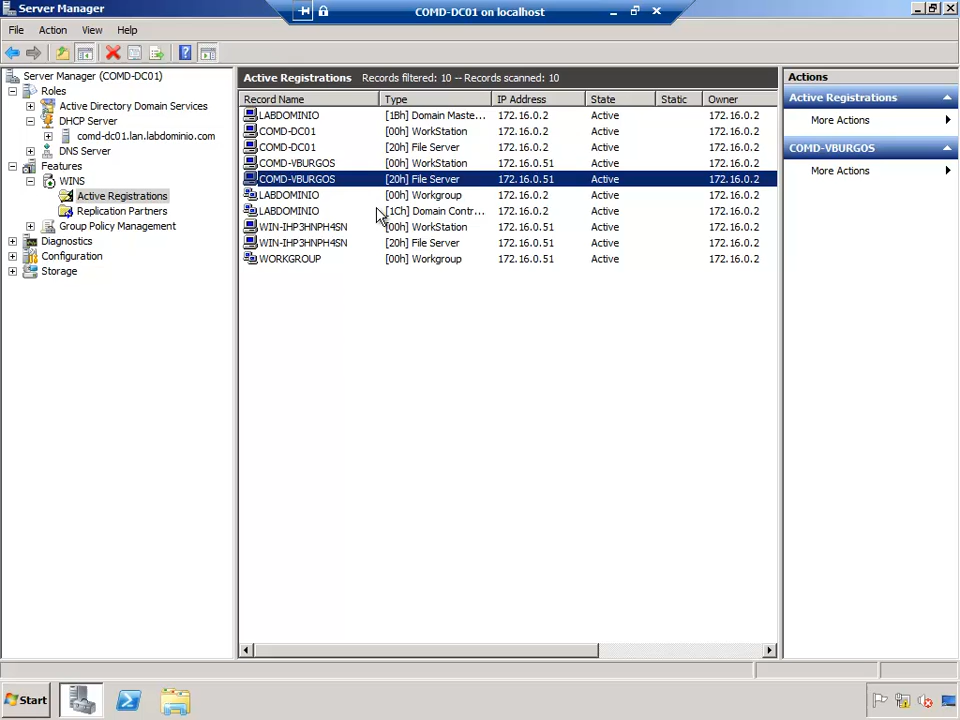 Server Manager
COMD-DC01 on localhost
File Action View Help
Server Manager (COMD-DC01)
Roles
Active Directory Domain Services
DHCP Server
comd-dc01.lan.labdominio.com
DNS Server
Features
WINS
Active Registrations
Replication Partners
Group Policy Management
Diagnostics
Configuration
Storage
Active Registrations Records filtered: 10 -- Records scanned: 10
Record Name Type IP Address State Static Owner
LABDOMINIO [1Bh] Domain Maste... 172.16.0.2 Active 172.16.0.2
COMD-DC01 [00h] WorkStation 172.16.0.2 Active 172.16.0.2
COMD-DC01 [20h] File Server 172.16.0.2 Active 172.16.0.2
COMD-VBURGOS [00h] WorkStation 172.16.0.51 Active 172.16.0.2
COMD-VBURGOS [20h] File Server 172.16.0.51 Active 172.16.0.2
LABDOMINIO [00h] Workgroup 172.16.0.2 Active 172.16.0.2
LABDOMINIO [1Ch] Domain Contr... 172.16.0.2 Active 172.16.0.2
WIN-IHP3HNPH4SN [00h] WorkStation 172.16.0.51 Active 172.16.0.2
WIN-IHP3HNPH4SN [20h] File Server 172.16.0.51 Active 172.16.0.2
WORKGROUP [00h] Workgroup 172.16.0.51 Active 172.16.0.2
Actions
Active Registrations
More Actions
COMD-VBURGOS
More Actions
Start